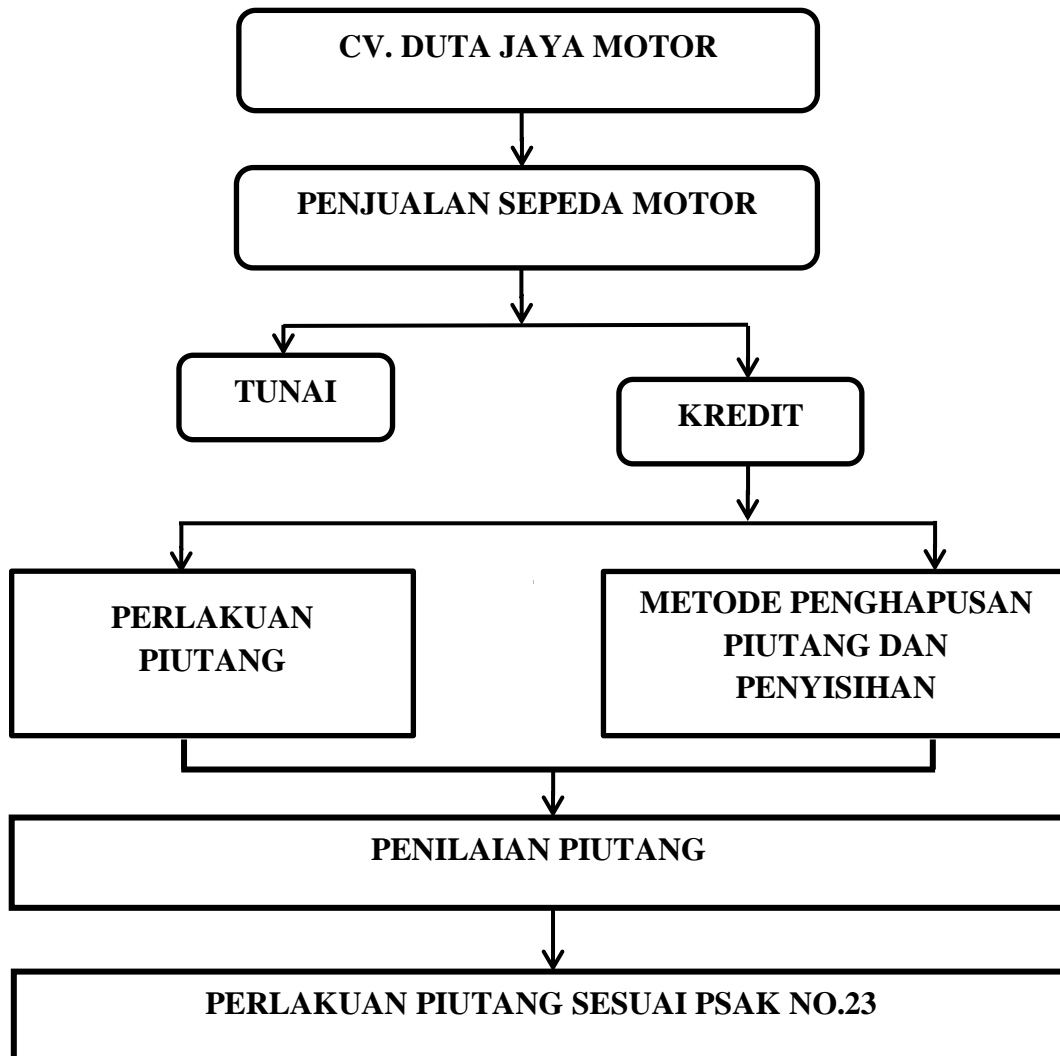 CV. DUTA JAYA MOTOR
PENJUALAN SEPEDA MOTOR
TUNAI
KREDIT
PERLAKUAN
PIUTANG
METODE PENGHAPUSAN
PIUTANG DAN
PENYISIHAN
PENILAIAN PIUTANG
PERLAKUAN PIUTANG SESUAI PSAK NO.23